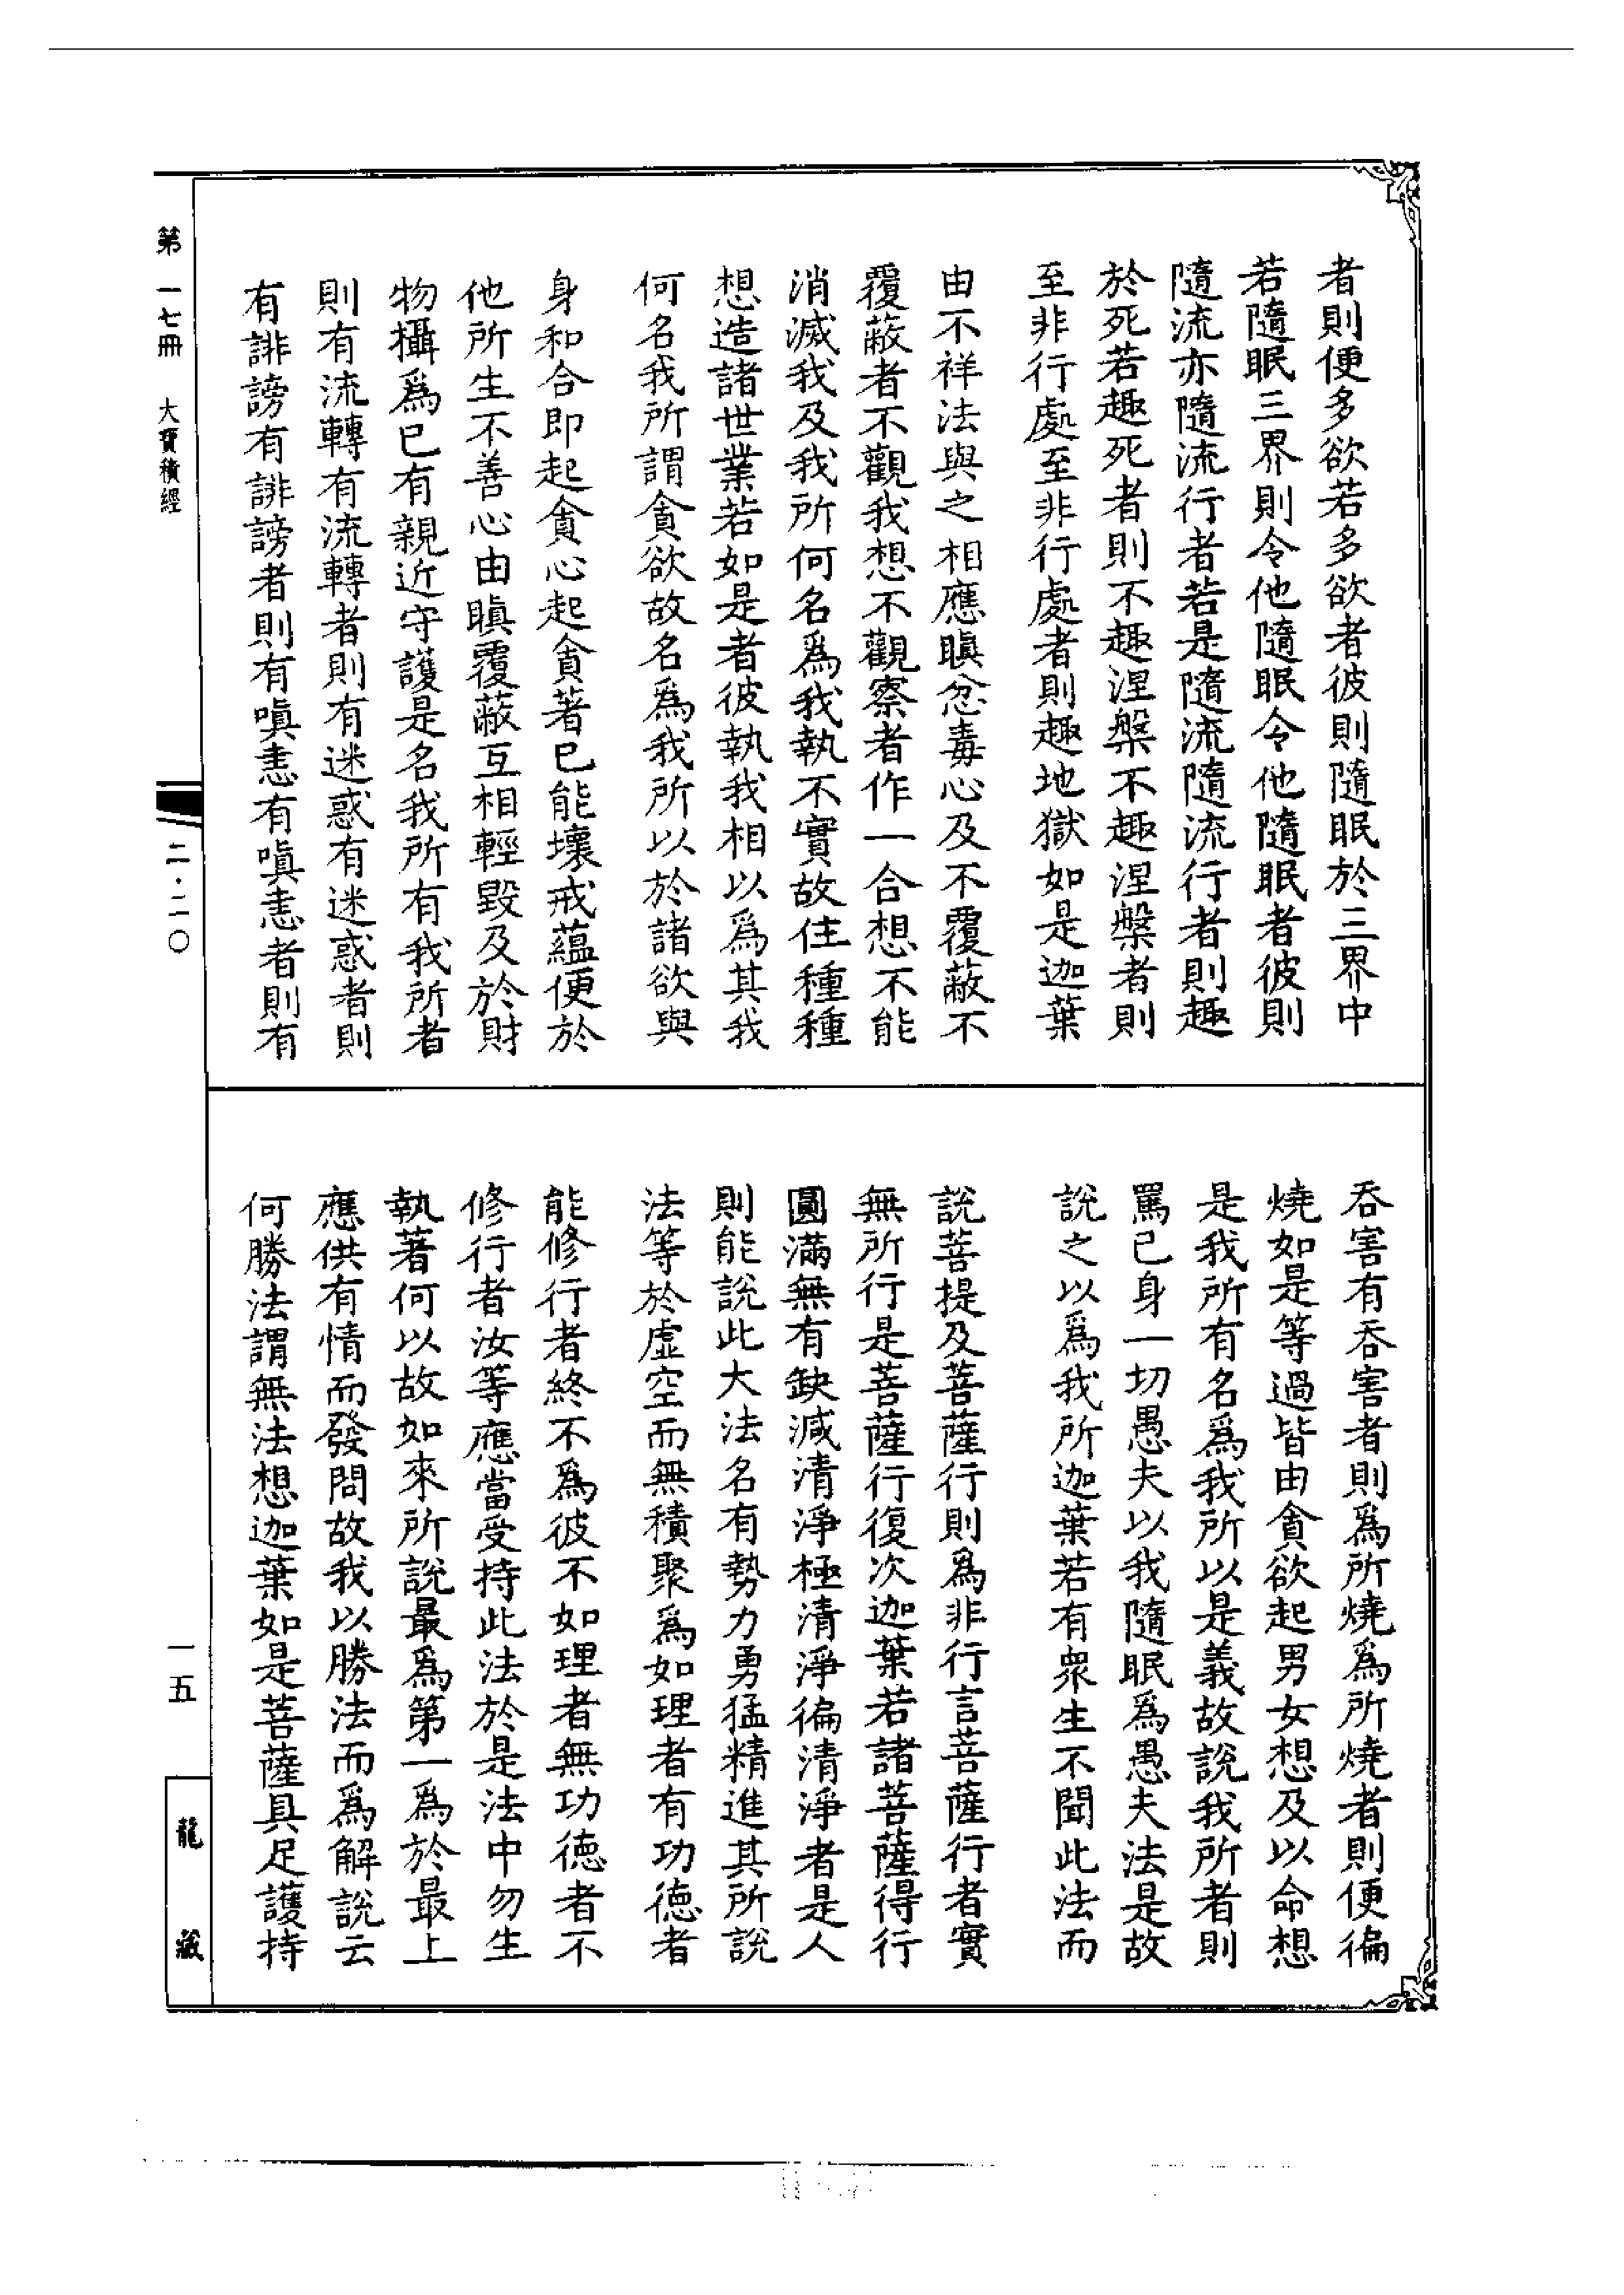 者則便多欲若多欲者彼則隨眠於三界中
若隨眠三界則令他隨眠令他隨眠者彼則
隨流亦隨流行者若是隨流隨流行者則趣
於死若趣死者則不趣涅槃不趣涅槃者則
至非行處至非行處者則趣地獄如是迦葉
由不祥法與之相應瞋忿毒心及不覆蔽不
覆蔽者不觀我想不觀察者作一合想不能
消滅我及我所何名爲我執不實故住種種
想造諸世業若如是者彼執我相以爲其我
何名我所謂貪欲故名爲我所以於諸欲與
身和合即起貪心起貪著已能壞戒蘊便於
他所生不善心由瞋覆蔽互相輕毀及於財
物攝爲已有親近守護是名我所有我所者
則有流轉有流轉者則有迷惑有迷惑者則
有誹謗有誹謗者則有嗔恚有嗔恚者則有
吞害有吞害者則爲所燒爲所燒者則便徧
燒如是等過皆由貪欲起男女想及以命想
是我所有名爲我所以是義故說我所者則
罵已身一切愚夫以我隨眠爲愚夫法是故
說之以爲我所迦葉若有衆生不聞此法而
說菩提及菩薩行則爲非行言菩薩行者實
無所行是菩薩行復次迦葉若諸菩薩得行
圓滿無有缺減清淨極清淨徧清淨者是人
則能說此大法名有勢力勇猛精進其所說
法等於虛空而無積聚爲如理者有功德者
能修行者終不爲彼不如理者無功德者不
修行者汝等應當受持此法於是法中勿生
執著何以故如來所說最爲第一爲於最上
應供有情而發問故我以勝法而爲解說云
何勝法謂無法想迦葉如是菩薩具足護持
第一七冊 大寶積經
二·二〇
一五
龍藏